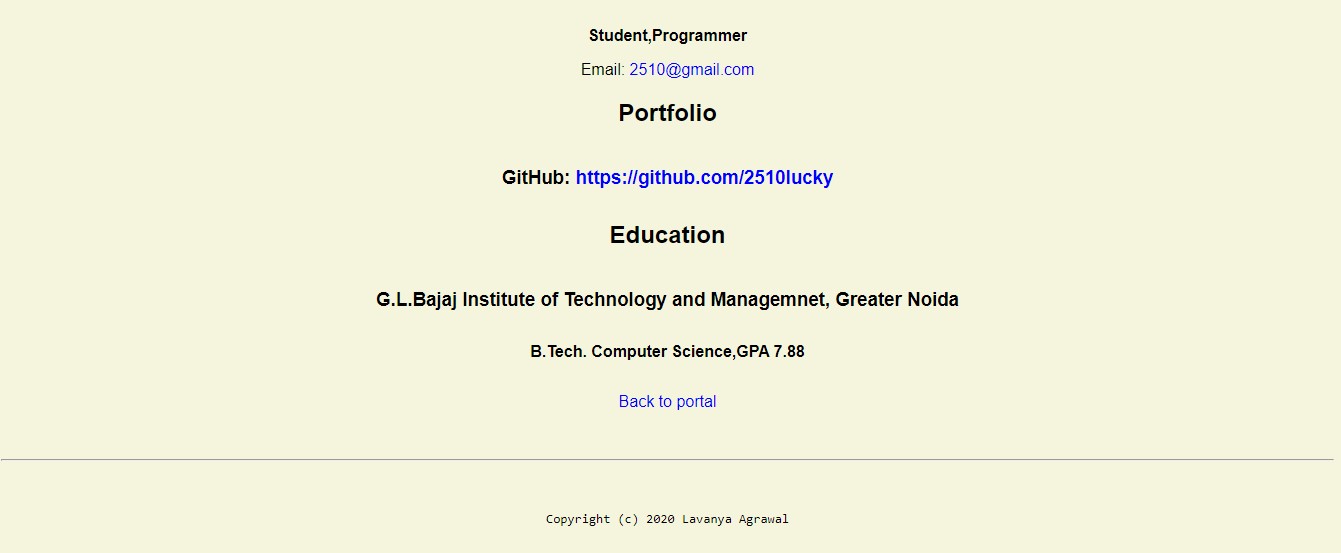 Student,Programmer
Email: 2510@gmail.com
Portfolio
GitHub: https://github.com/2510lucky
Education
G.L.Bajaj Institute of Technology and Managemnet, Greater Noida
B.Tech. Computer Science,GPA 7.88
Back to portal
Copyright (c) 2020 Lavanya Agrawal